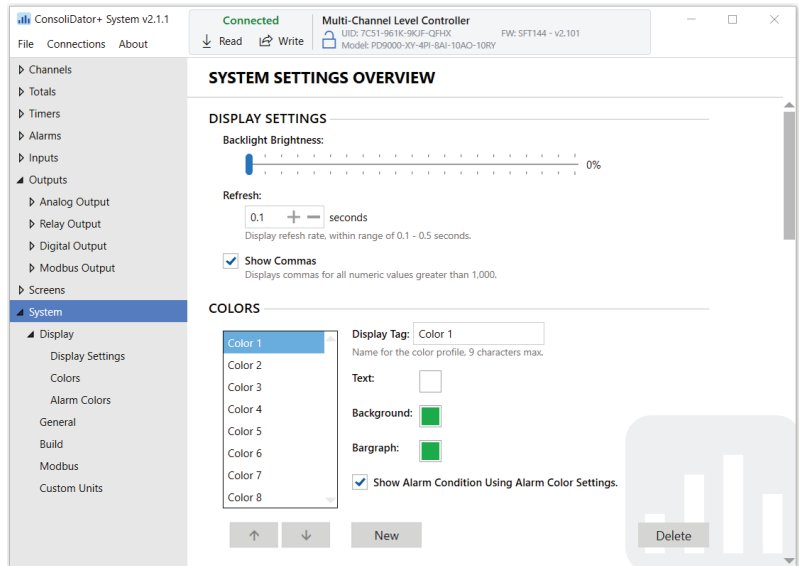 ConsoliDator+ System v2.1.1
File Connections About
Connected
Read Write
Multi-Channel Level Controller
UID: 7C51-961K-9KJF-QFHX FW: SFT144 - v2.101
Model: PD9000-XY-4PI-8AI-10AO-10RY
Channels
Totals
Timers
Alarms
Inputs
Outputs
Analog Output
Relay Output
Digital Output
Modbus Output
Screens
System
Display
Display Settings
Colors
Alarm Colors
General
Build
Modbus
Custom Units
SYSTEM SETTINGS OVERVIEW
DISPLAY SETTINGS
Backlight Brightness:
0%
Refresh:
0.1 seconds
Display refesh rate, within range of 0.1 - 0.5 seconds.
Show Commas
Displays commas for all numeric values greater than 1,000.
COLORS
Color 1
Color 2
Color 3
Color 4
Color 5
Color 6
Color 7
Color 8
Display Tag: Color 1
Name for the color profile, 9 characters max.
Text:
Background:
Bargraph:
Show Alarm Condition Using Alarm Color Settings.
New
Delete